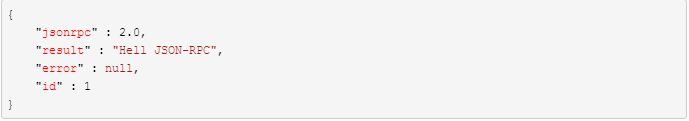 {
"jsonrpc" : 2.0,
"result" : "Hell JSON-RPC",
"error" : null,
"id" : 1
}